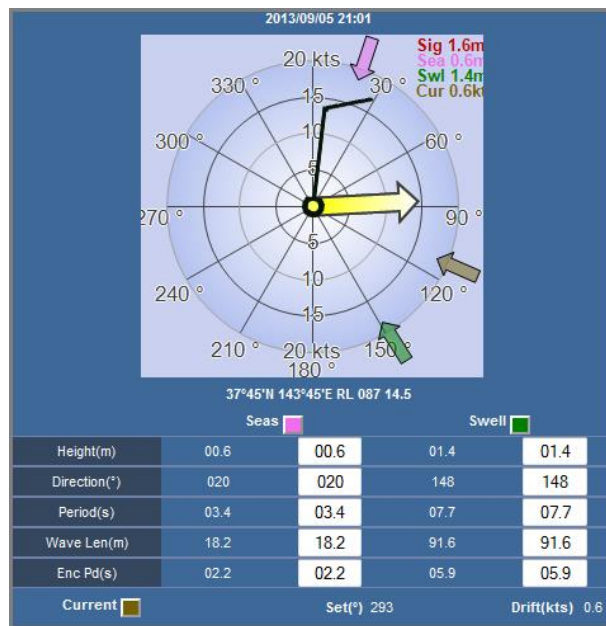 2013/09/05 21:01
Sig 1.6m
Sea 0.6m
Swl 1.4m
Cur 0.6k
20 kts
330 °
30 °
15
10
300 °
60 °
5
270 °
90 °
5
240 °
120 °
10
15
210 °
150 °
20 kts
180 °
37°45'N 143°45'E RL 087 14.5
Seas Swell
Height(m) 00.6 00.6 01.4 01.4
Direction(°) 020 020 148 148
Period(s) 03.4 03.4 07.7 07.7
Wave Len(m) 18.2 18.2 91.6 91.6
Enc Pd(s) 02.2 02.2 05.9 05.9
Current Set(°) 293 Drift(kts) 0.6